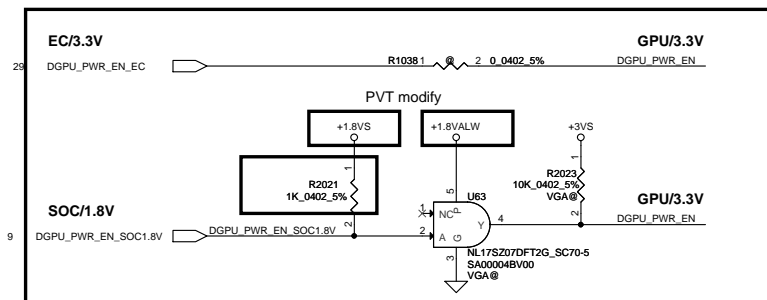 EC/3.3V
GPU/3.3V
29 DGPU_PWR_EN_EC
R1038 1 @ 2 0_0402_5%
DGPU_PWR_EN
PVT modify
+1.8VS
+1.8VALW
+3VS
R2021
1K_0402_5%
1
2
R2023
10K_0402_5%
VGA@
1
2
SOC/1.8V
GPU/3.3V
9 DGPU_PWR_EN_SOC1.8V
DGPU_PWR_EN_SOC1.8V
U63
5
1 NC P
Y 4
2 A G
3
DGPU_PWR_EN
NL17SZ07DFT2G_SC70-5
SA00004BV00
VGA@